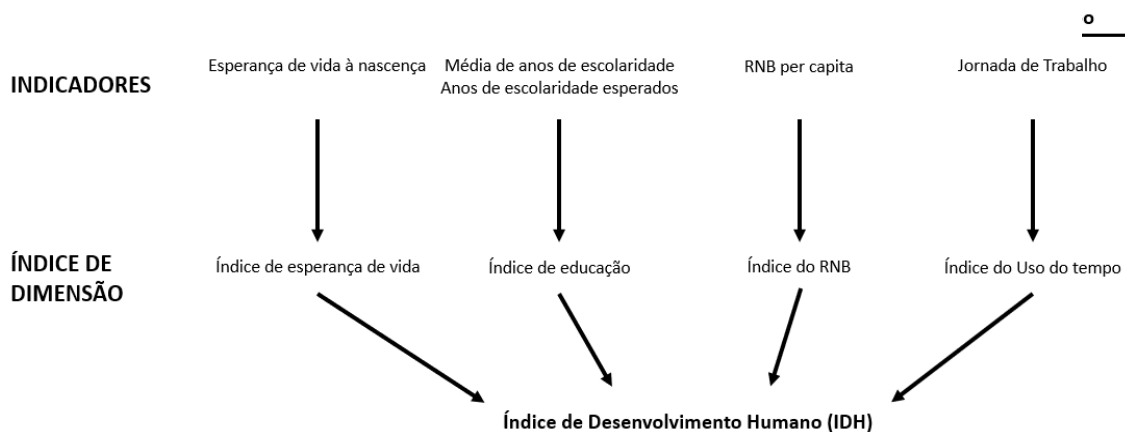 o
INDICADORES
Esperança de vida à nascença
Média de anos de escolaridade
Anos de escolaridade esperados
RNB per capita
Jornada de Trabalho
ÍNDICE DE
DIMENSÃO
Índice de esperança de vida
Índice de educação
Índice do RNB
Índice do Uso do tempo
Índice de Desenvolvimento Humano (IDH)